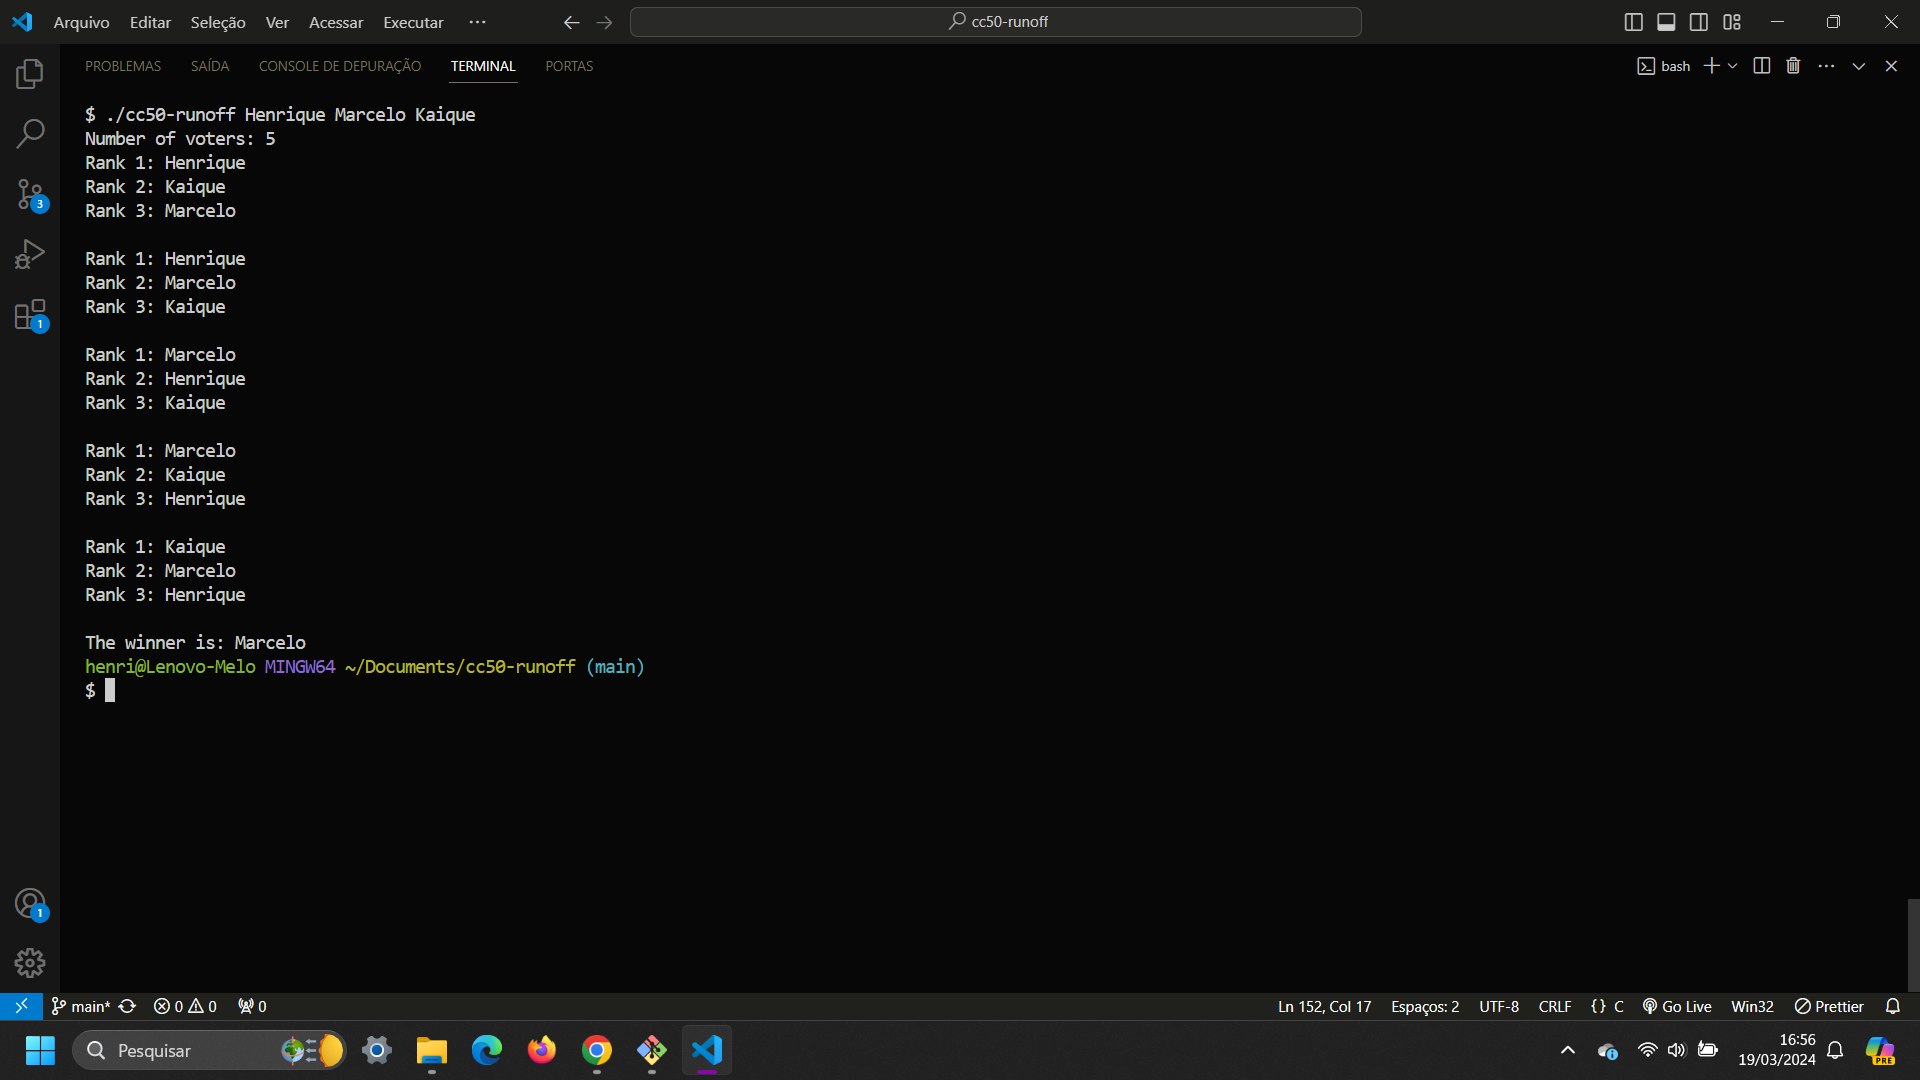 Arquivo Editar Seleção Ver Acessar Executar ··· cc50-runoff
PROBLEMAS SAÍDA CONSOLE DE DEPURAÇÃO TERMINAL PORTAS bash
$ ./cc50-runoff Henrique Marcelo Kaique
Number of voters: 5
Rank 1: Henrique
Rank 2: Kaique
Rank 3: Marcelo
Rank 1: Henrique
Rank 2: Marcelo
Rank 3: Kaique
Rank 1: Marcelo
Rank 2: Henrique
Rank 3: Kaique
Rank 1: Marcelo
Rank 2: Kaique
Rank 3: Henrique
Rank 1: Kaique
Rank 2: Marcelo
Rank 3: Henrique
The winner is: Marcelo
henri@Lenovo-Melo MINGW64 ~/Documents/cc50-runoff (main)
$
3
1
1
main* 0 0 0 Ln 152, Col 17 Espaços: 2 UTF-8 CRLF {} C Go Live Win32 Prettier
Pesquisar
16:56
19/03/2024
PRE